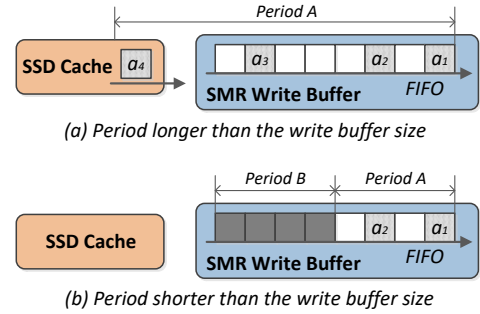 Period A
SSD Cache
a4
a3
a2
a1
SMR Write Buffer
FIFO
(a) Period longer than the write buffer size
Period B
Period A
SSD Cache
a2
a1
SMR Write Buffer
FIFO
(b) Period shorter than the write buffer size